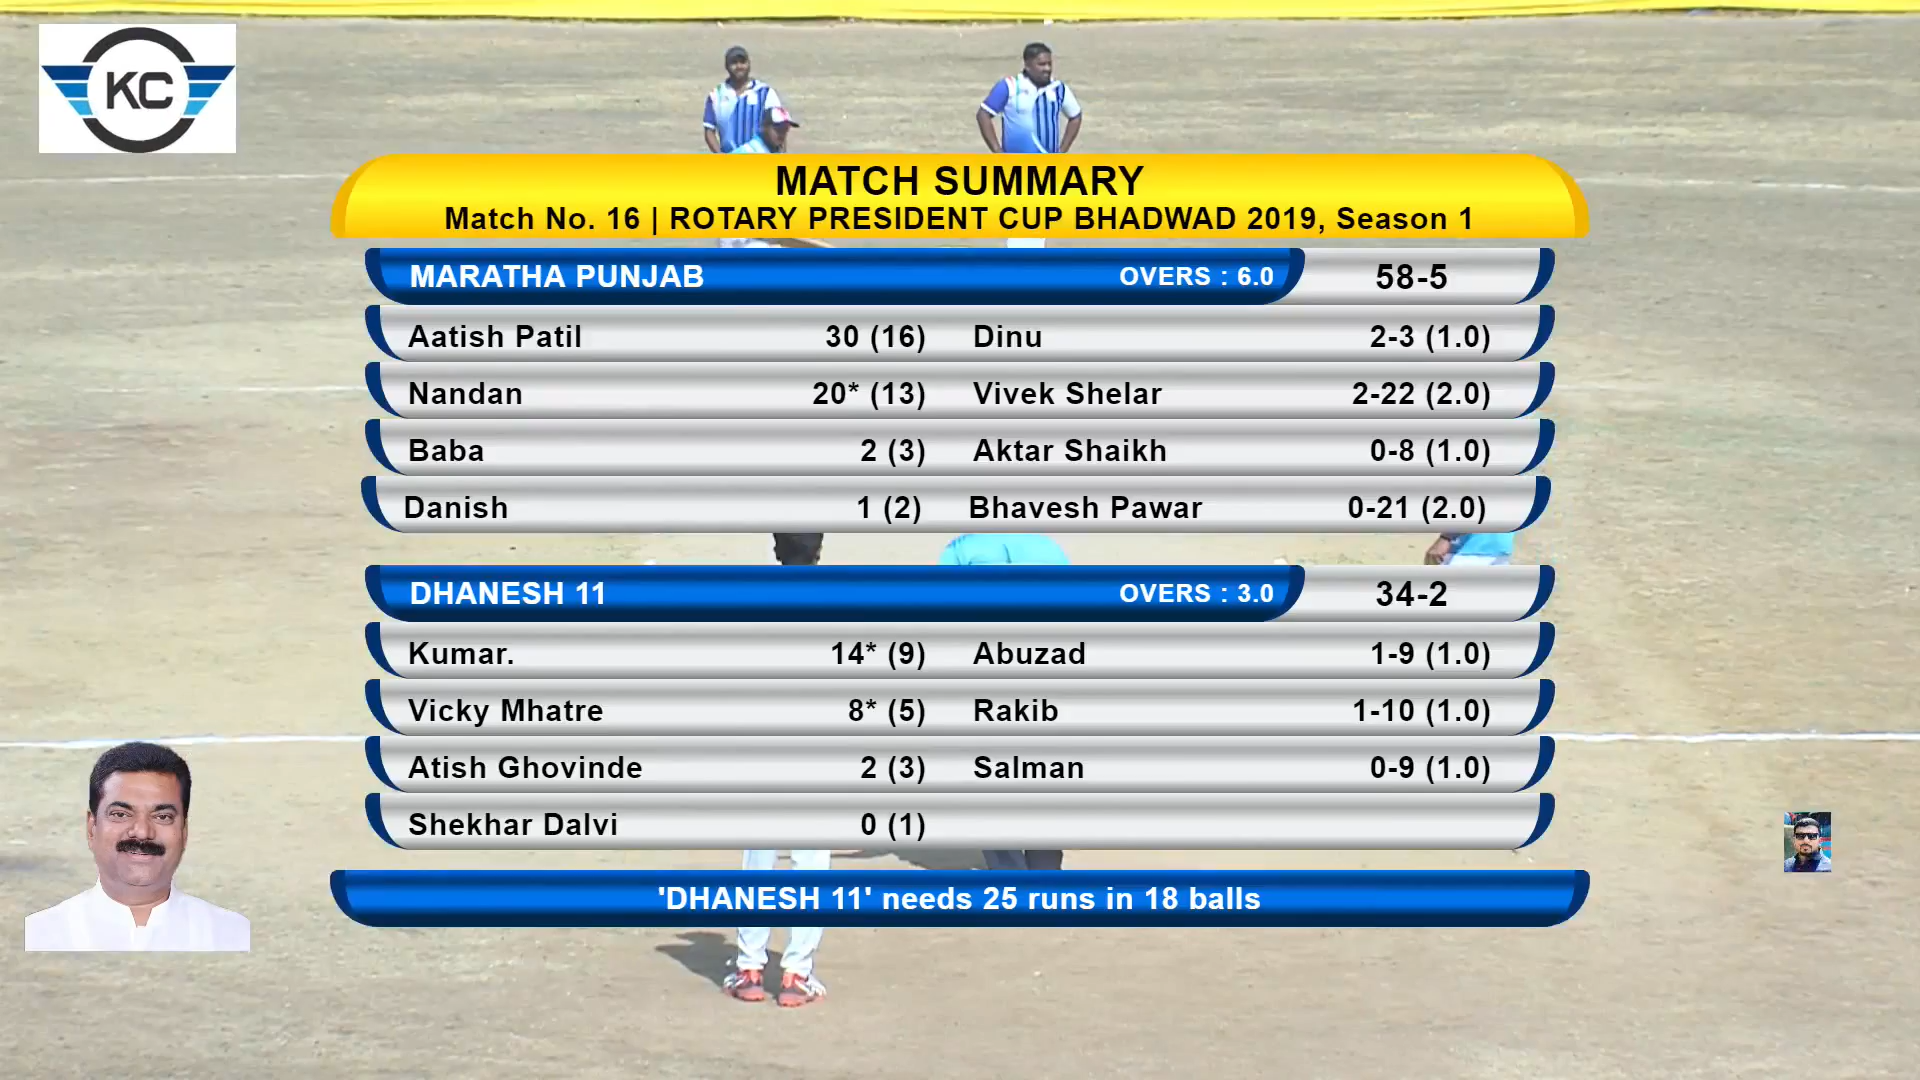 KC
MATCH SUMMARY
Match No. 16 | ROTARY PRESIDENT CUP BHADWAD 2019, Season 1
MARATHA PUNJAB OVERS : 6.0 58-5
Aatish Patil 30 (16) Dinu 2-3 (1.0)
Nandan 20* (13) Vivek Shelar 2-22 (2.0)
Baba 2 (3) Aktar Shaikh 0-8 (1.0)
Danish 1 (2) Bhavesh Pawar 0-21 (2.0)
DHANESH 11 OVERS : 3.0 34-2
Kumar. 14* (9) Abuzad 1-9 (1.0)
Vicky Mhatre 8* (5) Rakib 1-10 (1.0)
Atish Ghovinde 2 (3) Salman 0-9 (1.0)
Shekhar Dalvi 0 (1)
'DHANESH 11' needs 25 runs in 18 balls